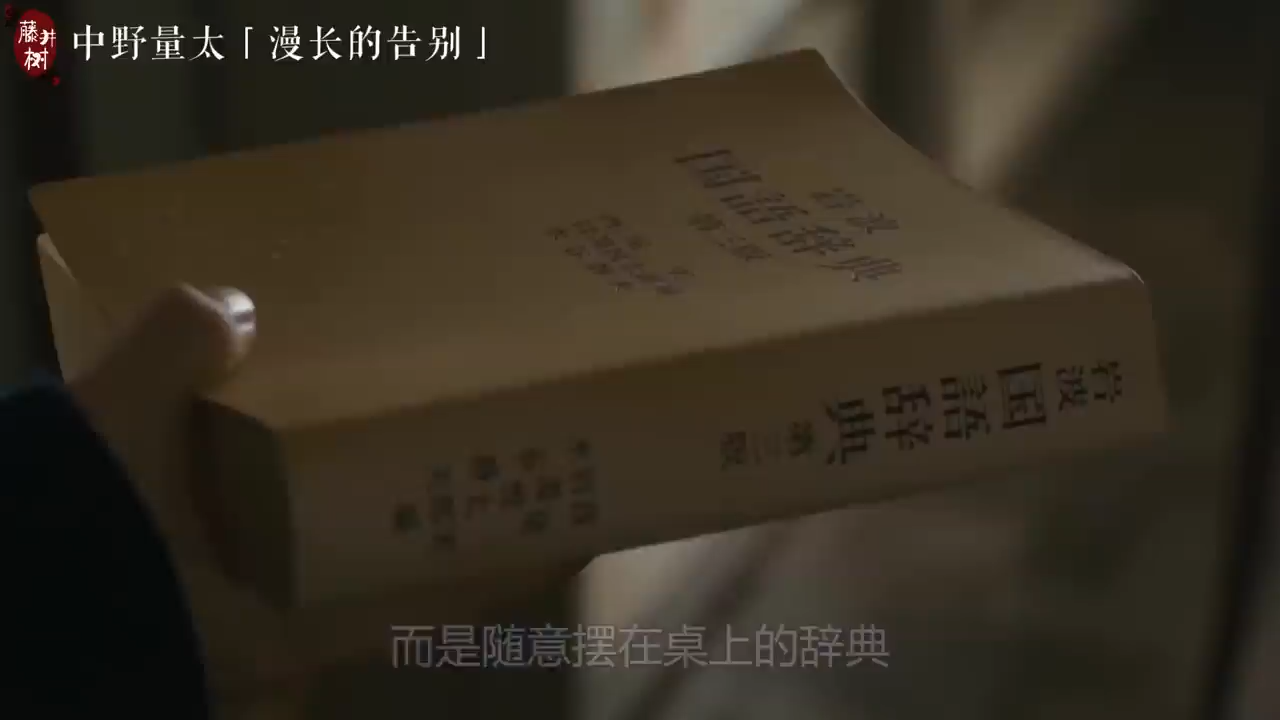 藤井树
中野量太「漫长的告别」
岩波
国語辞典
第三版
岩波
国語辞典
第三版
而是随意摆在桌上的辞典